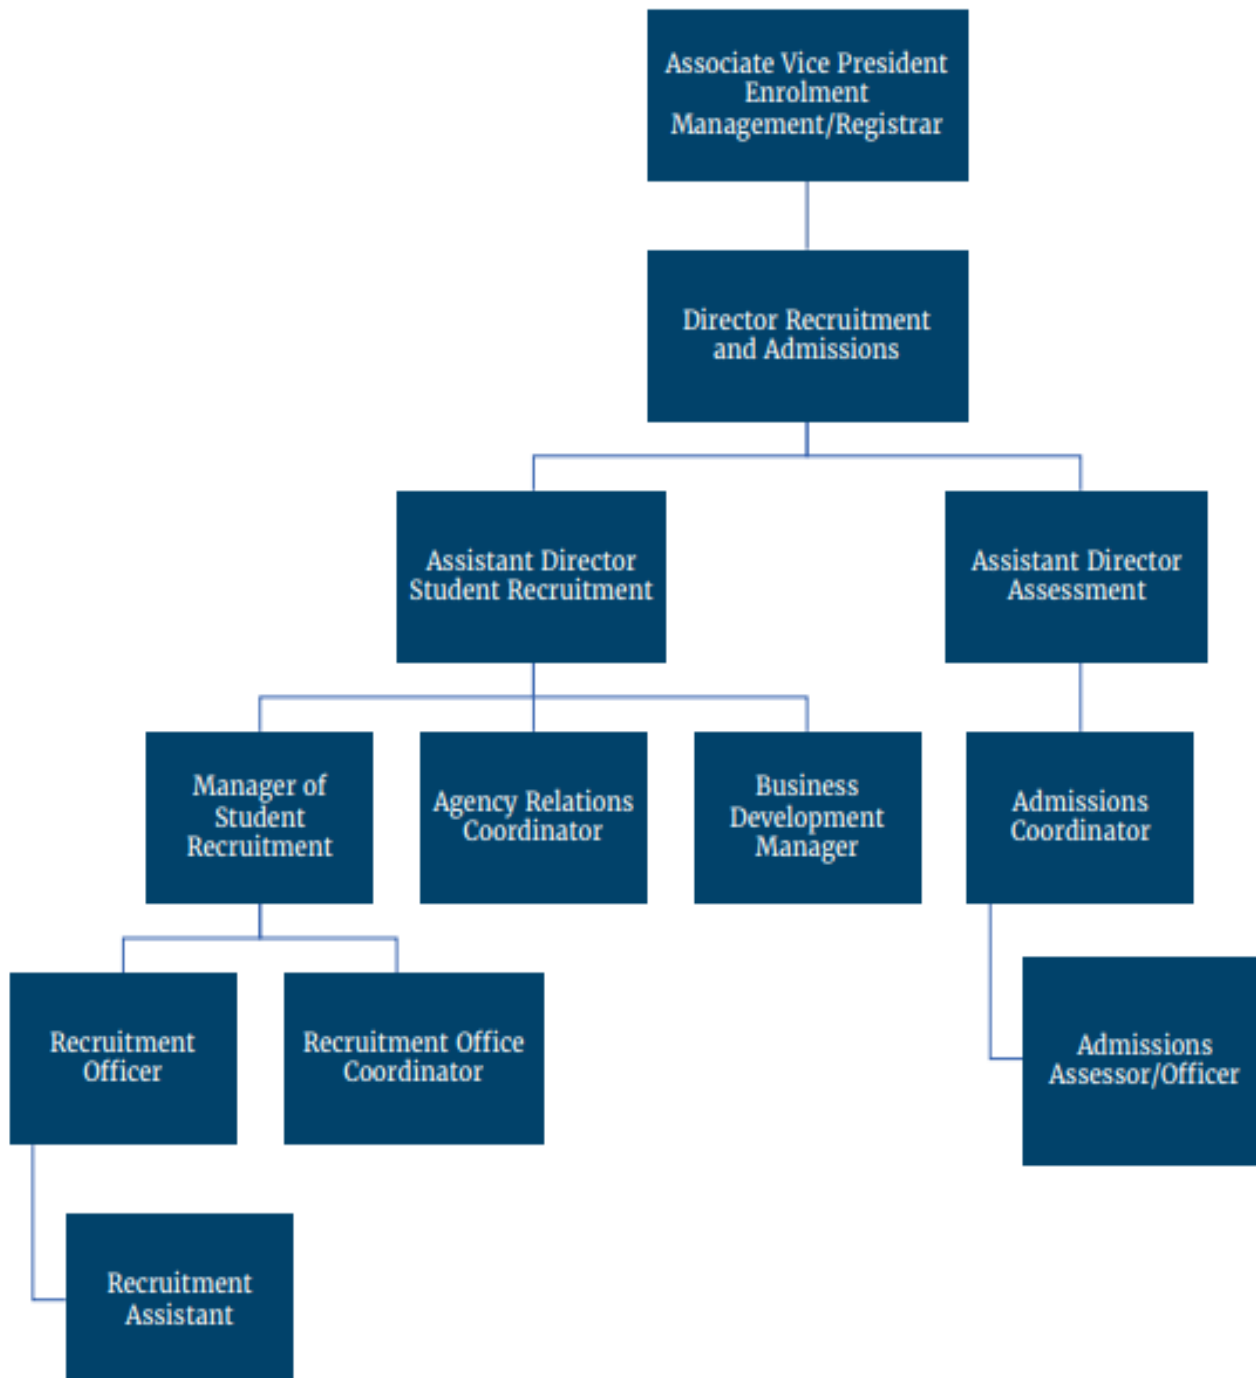 Associate Vice President
Enrolment
Management/Registrar
Director Recruitment
and Admissions
Assistant Director
Student Recruitment
Assistant Director
Assessment
Manager of
Student
Recruitment
Agency Relations
Coordinator
Business
Development
Manager
Admissions
Coordinator
Recruitment
Officer
Recruitment Office
Coordinator
Admissions
Assessor/Officer
Recruitment
Assistant